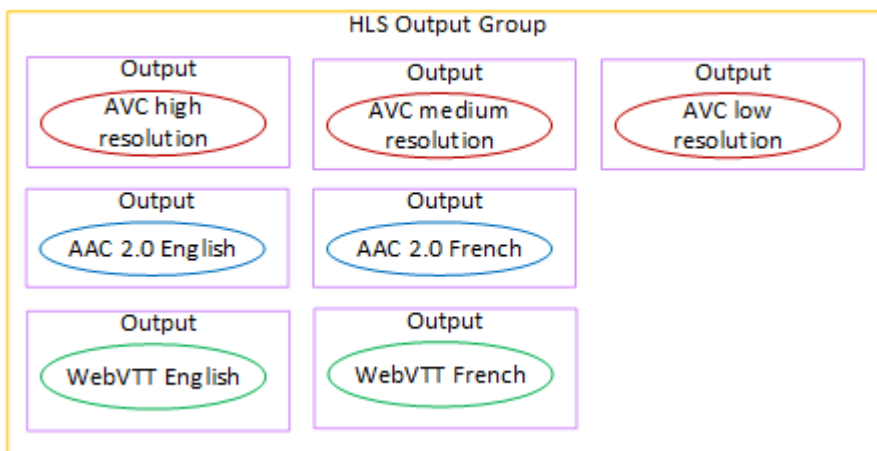 HLS Output Group
Output
AVC high
resolution
Output
AVC medium
resolution
Output
AVC low
resolution
Output
AAC 2.0 English
Output
AAC 2.0 French
Output
WebVTT English
Output
WebVTT French